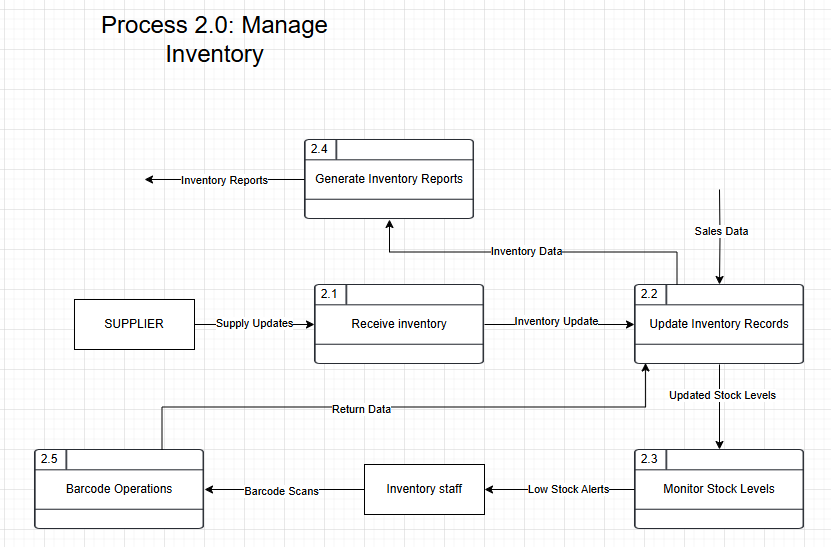 Process 2.0: Manage
Inventory
2.4
Generate Inventory Reports
Inventory Reports
Sales Data
Inventory Data
2.1
2.2
SUPPLIER
Supply Updates
Receive inventory
Inventory Update
Update Inventory Records
Updated Stock Levels
Return Data
2.5
2.3
Barcode Operations
Barcode Scans
Inventory staff
Low Stock Alerts
Monitor Stock Levels